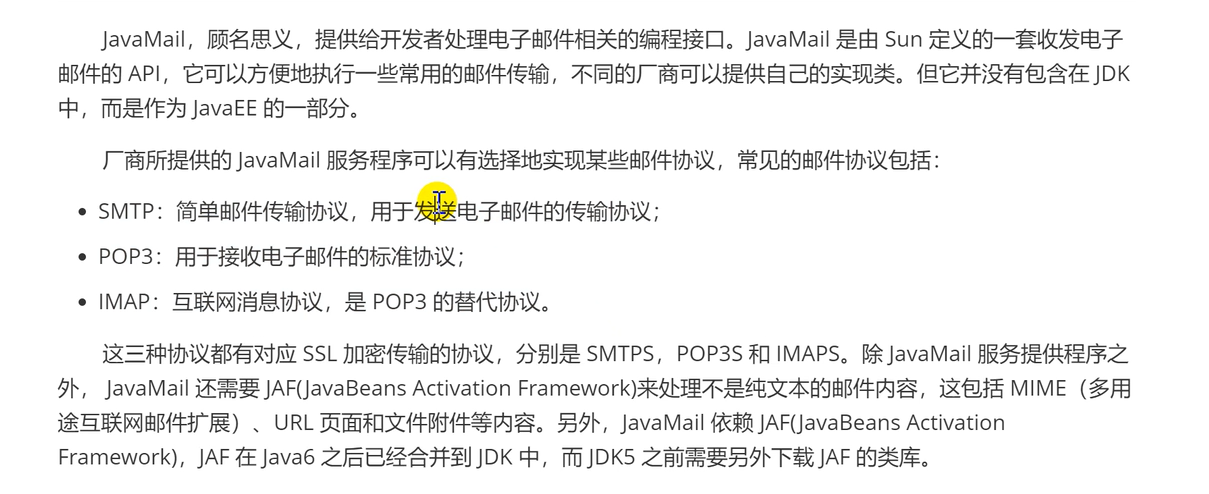 JavaMail，顾名思义，提供给开发者处理电子邮件相关的编程接口。JavaMail 是由 Sun 定义的一套收发电子
邮件的 API，它可以方便地执行一些常用的邮件传输，不同的厂商可以提供自己的实现类。但它并没有包含在 JDK
中，而是作为 JavaEE 的一部分。
厂商所提供的 JavaMail 服务程序可以有选择地实现某些邮件协议，常见的邮件协议包括：
• SMTP：简单邮件传输协议，用于发送电子邮件的传输协议；
• POP3：用于接收电子邮件的标准协议；
• IMAP：互联网消息协议，是 POP3 的替代协议。
这三种协议都有对应 SSL 加密传输的协议，分别是 SMTPS，POP3S 和 IMAPS。除 JavaMail 服务提供程序之
外， JavaMail 还需要 JAF(JavaBeans Activation Framework)来处理不是纯文本的邮件内容，这包括 MIME（多用
途互联网邮件扩展）、URL 页面和文件附件等内容。另外，JavaMail 依赖 JAF(JavaBeans Activation
Framework)，JAF 在 Java6 之后已经合并到 JDK 中，而 JDK5 之前需要另外下载 JAF 的类库。